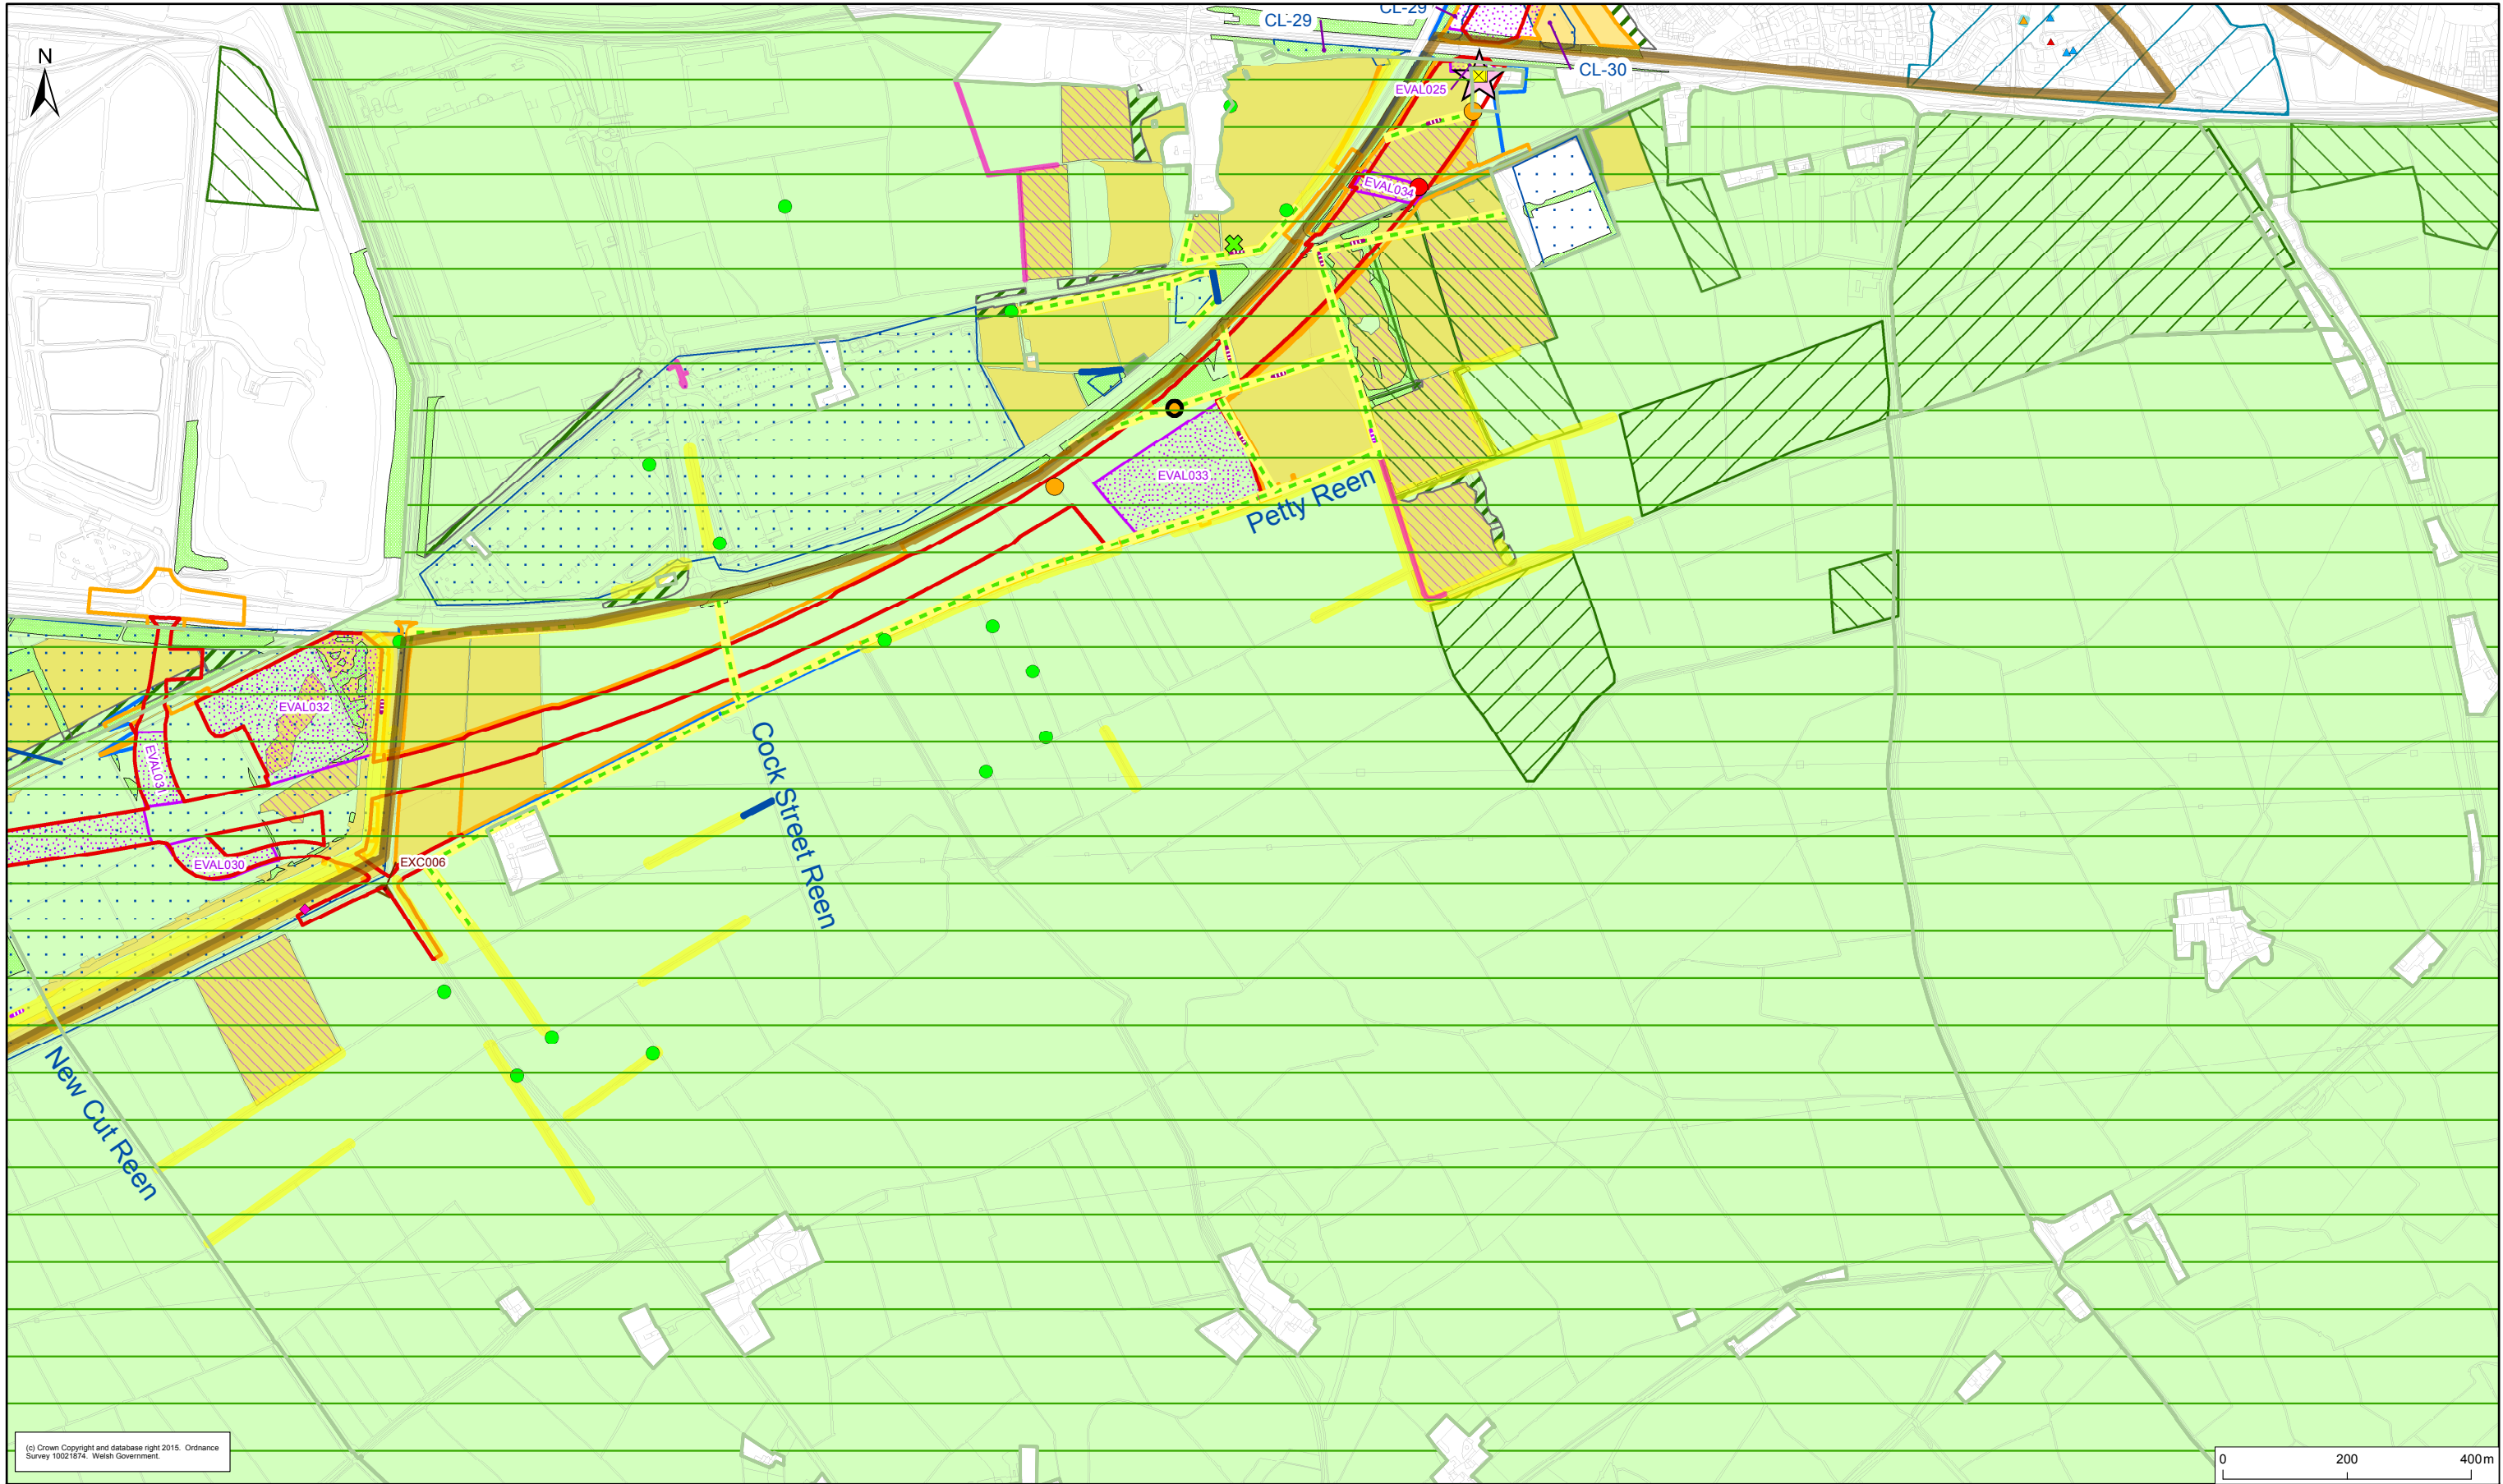 CL-29
CL-29
N
CL-30
EVAL025
EVAL034
EVAL033
Petty Reen
EVAL032
EVAL031
Cock Street Reen
EVAL030
EXC006
New Cut Reen
(c) Crown Copyright and database right 2015. Ordnance
Survey 10021874. Welsh Government.
0 200 400m